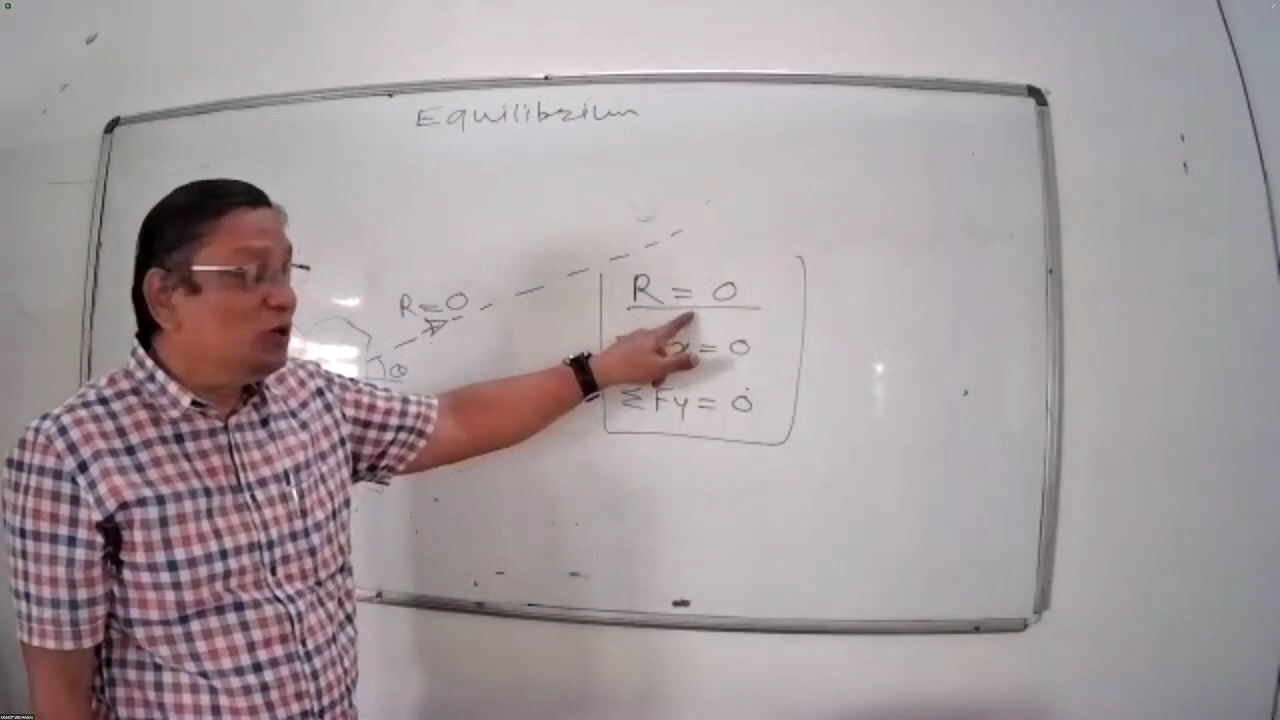 Equilibrium
R = 0
θ
R = 0
x = 0
ΣFy = 0